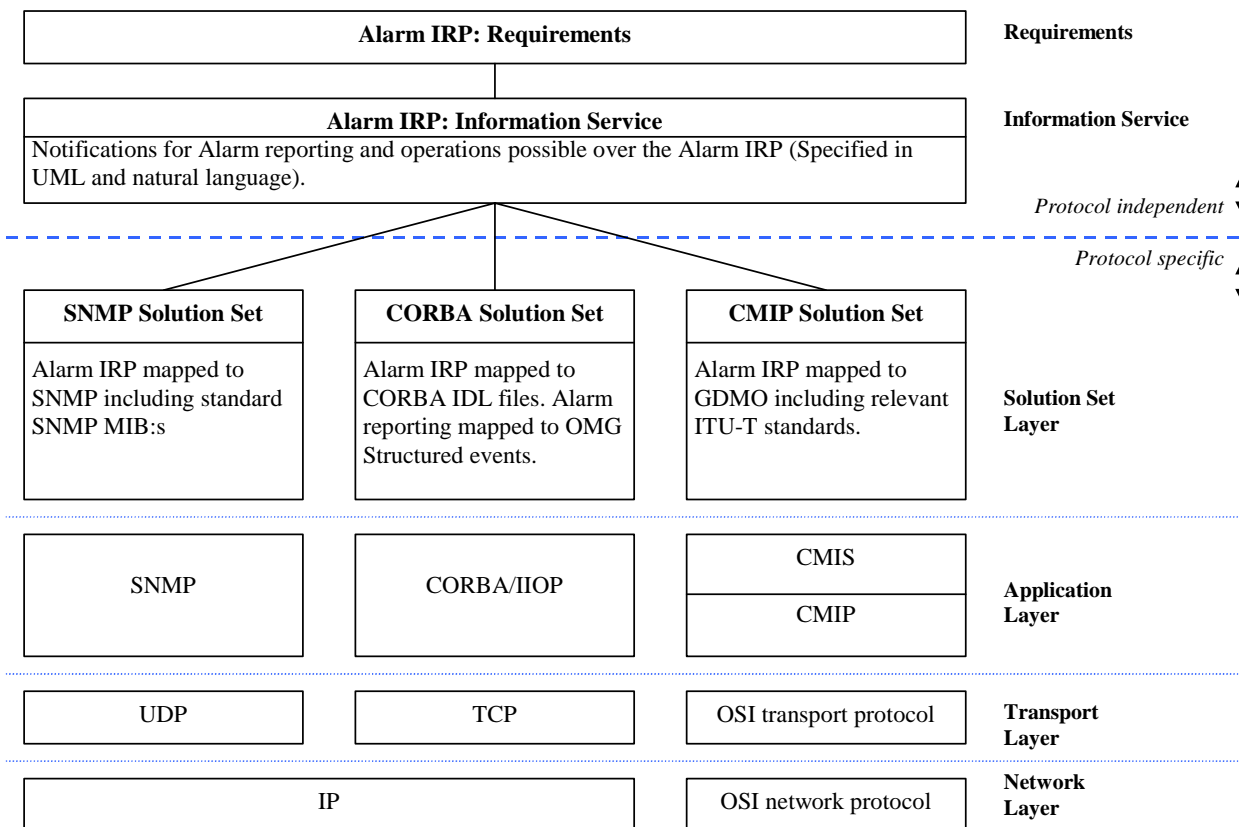 Alarm IRP: Requirements
Requirements
Alarm IRP: Information Service
Information Service
Notifications for Alarm reporting and operations possible over the Alarm IRP (Specified in
UML and natural language).
Protocol independent
Protocol specific
SNMP Solution Set
CORBA Solution Set
CMIP Solution Set
Alarm IRP mapped to
SNMP including standard
SNMP MIB:s
Alarm IRP mapped to
CORBA IDL files. Alarm
reporting mapped to OMG
Structured events.
Alarm IRP mapped to
GDMO including relevant
ITU-T standards.
Solution Set
Layer
SNMP
CORBA/IIOP
CMIS
CMIP
Application
Layer
UDP
TCP
OSI transport protocol
Transport
Layer
IP
OSI network protocol
Network
Layer